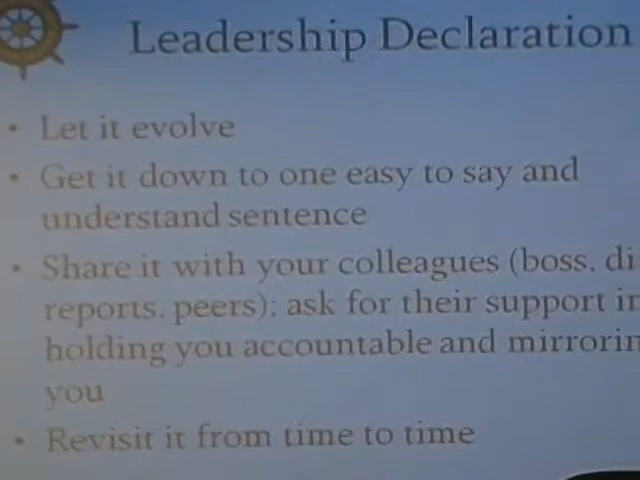 Leadership Declaration
• Let it evolve
• Get it down to one easy to say and
understand sentence
• Share it with your colleagues (boss, di
reports, peers); ask for their support in
holding you accountable and mirrorin
you
• Revisit it from time to time